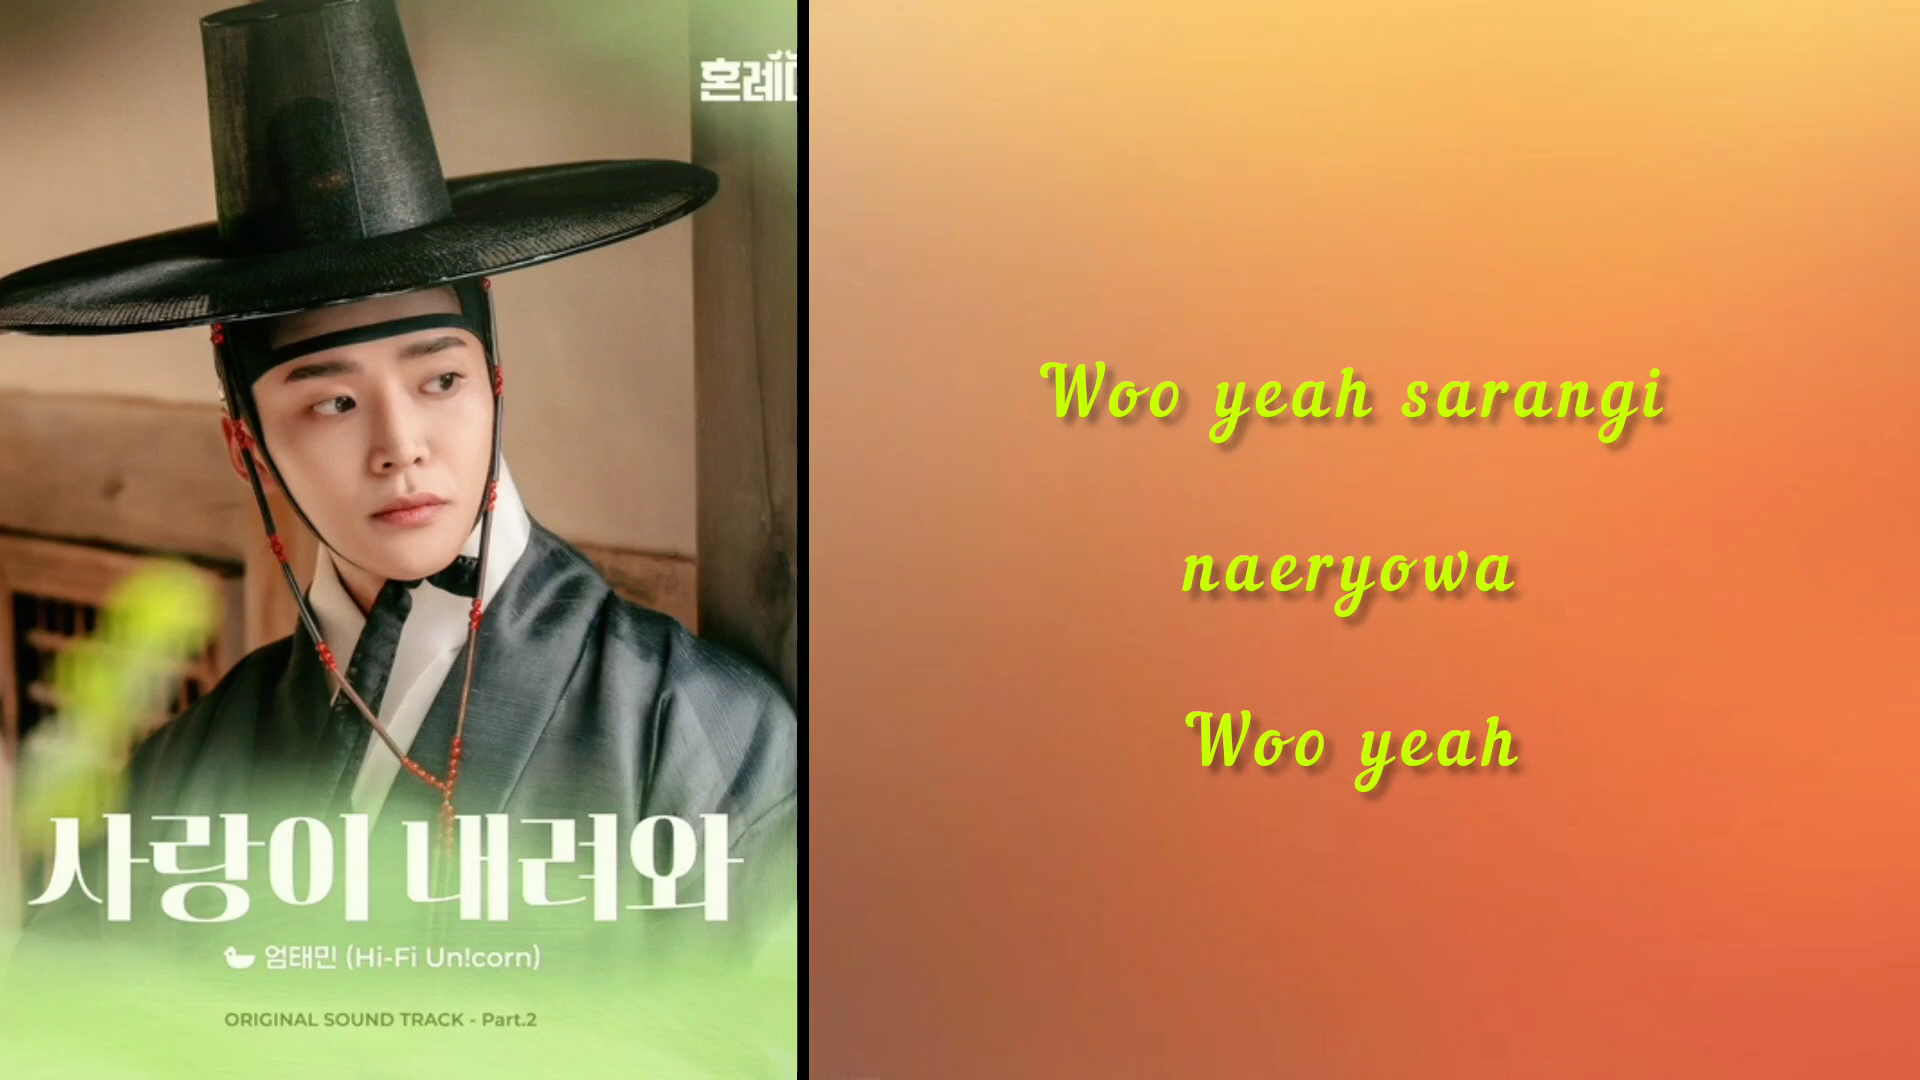 혼례
사랑이 내려와
엄태민 (Hi-Fi Un!corn)
ORIGINAL SOUND TRACK - Part.2
Woo yeah sarangi
naeryowa
Woo yeah